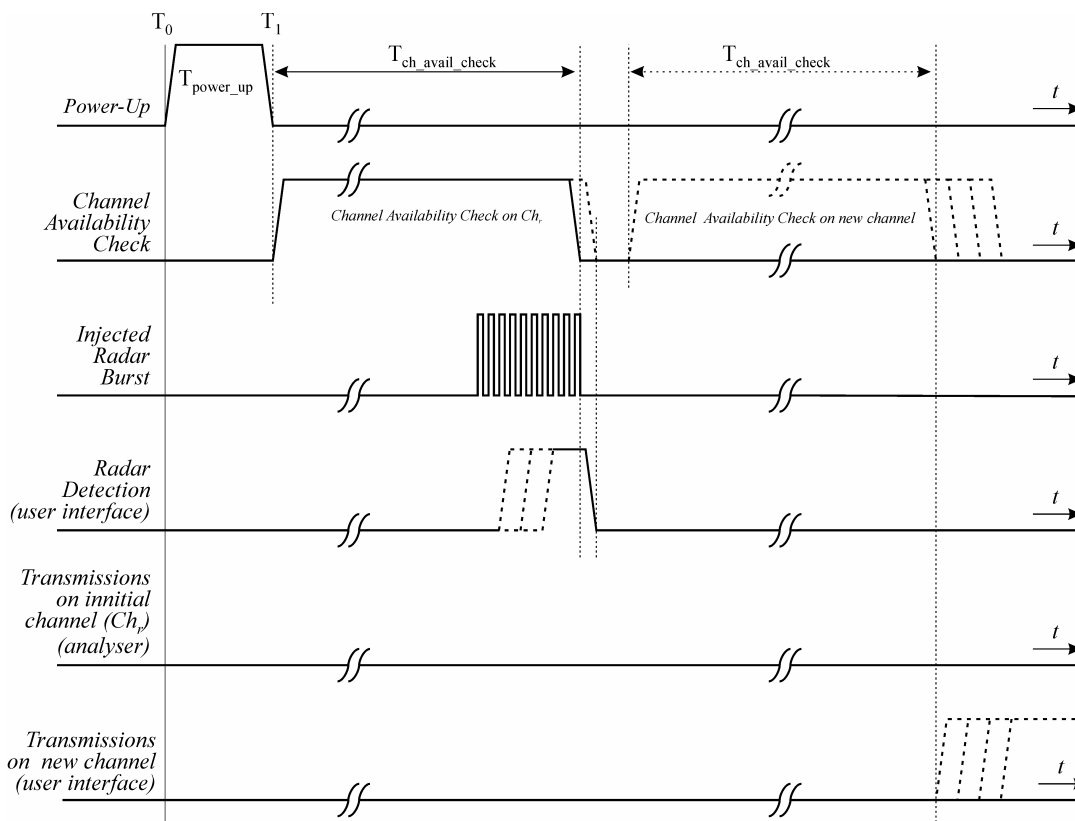 T0 T1
Tch_avail_check Tch_avail_check
Tpower_up
Power-Up
t
Channel
Availability
Check
Channel Availability Check on Chr
Channel Availability Check on new channel
t
Injected
Radar
Burst
t
Radar
Detection
(user interface)
t
Transmissions
on innitial
channel (Chr)
(analyser)
t
Transmissions
on new channel
(user interface)
t